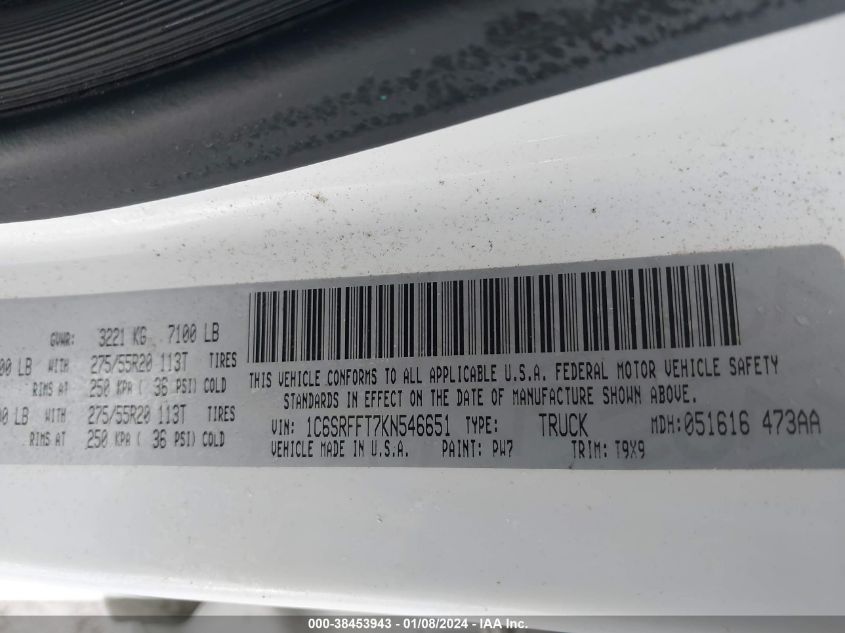 GVWR: 3221 KG 7100 LB
00 LB WITH 275/55R20 113T TIRES
RIMS AT 250 KPA ( 36 PSI) COLD
00 LB WITH 275/55R20 113T TIRES
RIMS AT 250 KPA ( 36 PSI) COLD
THIS VEHICLE CONFORMS TO ALL APPLICABLE U.S.A. FEDERAL MOTOR VEHICLE SAFETY
STANDARDS IN EFFECT ON THE DATE OF MANUFACTURE SHOWN ABOVE.
VIN: 1C6SRFFT7KN546651 TYPE: TRUCK MDH:051616 473AA
VEHICLE MADE IN U.S.A. PAINT: PW7 TRIM: T9X9
000-38453943 - 01/08/2024 - IAA Inc.